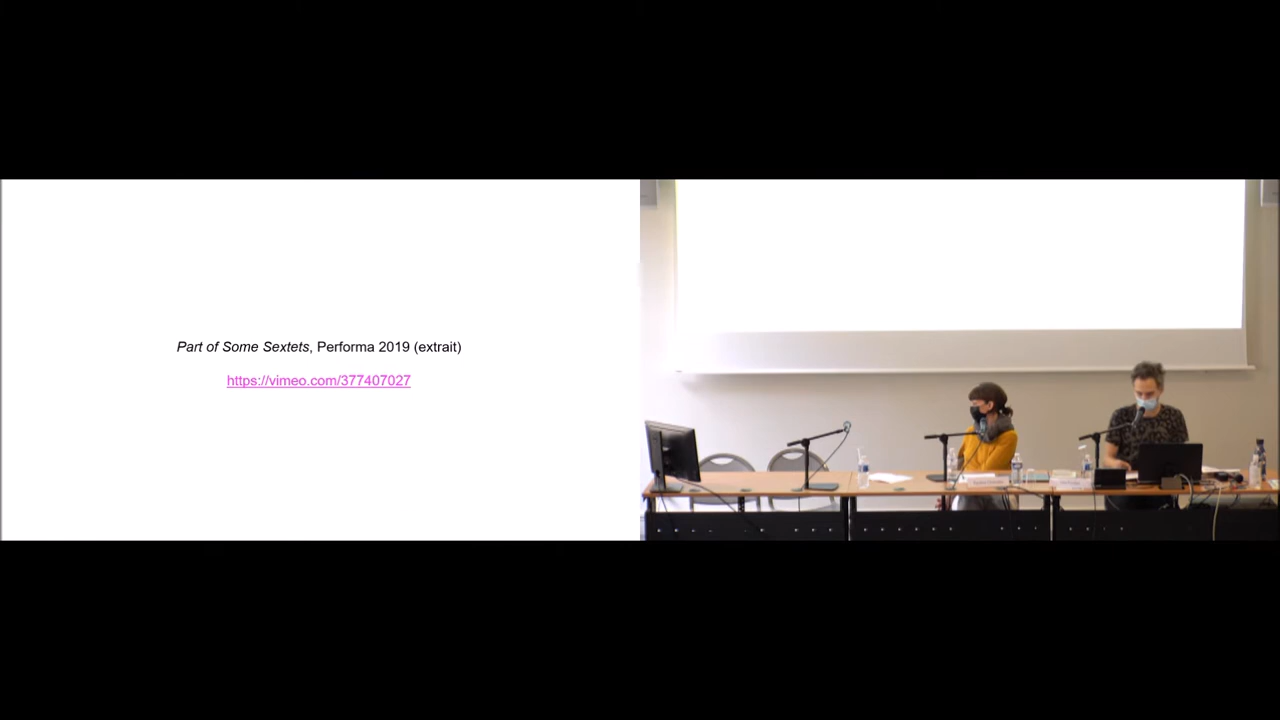 Part of Some Sextets, Performa 2019 (extrait)
https://vimeo.com/377407027